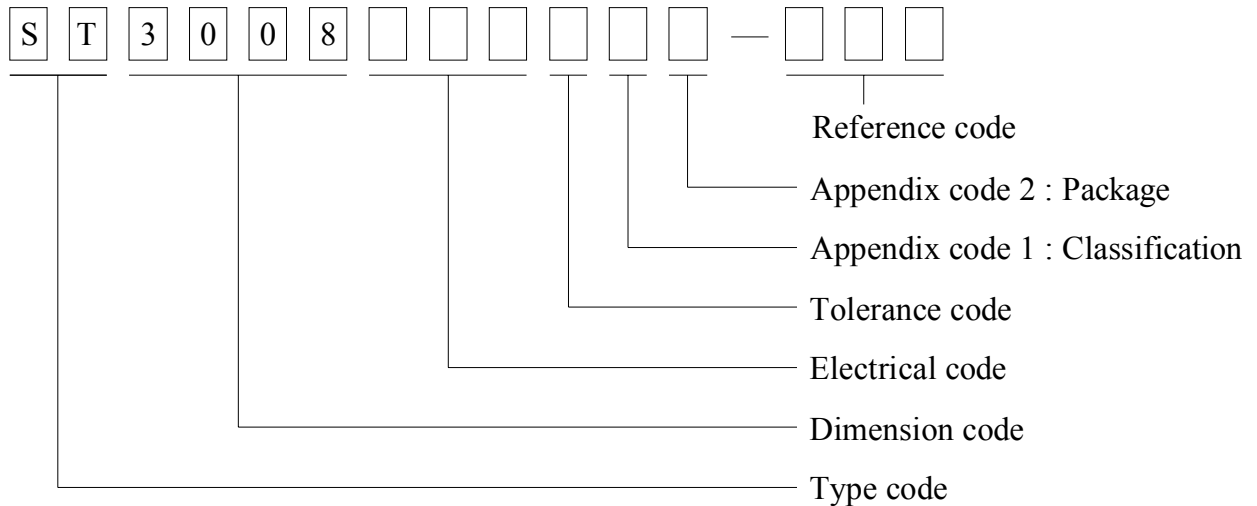 S T 3 0 0 8 —
Reference code
Appendix code 2 : Package
Appendix code 1 : Classification
Tolerance code
Electrical code
Dimension code
Type code